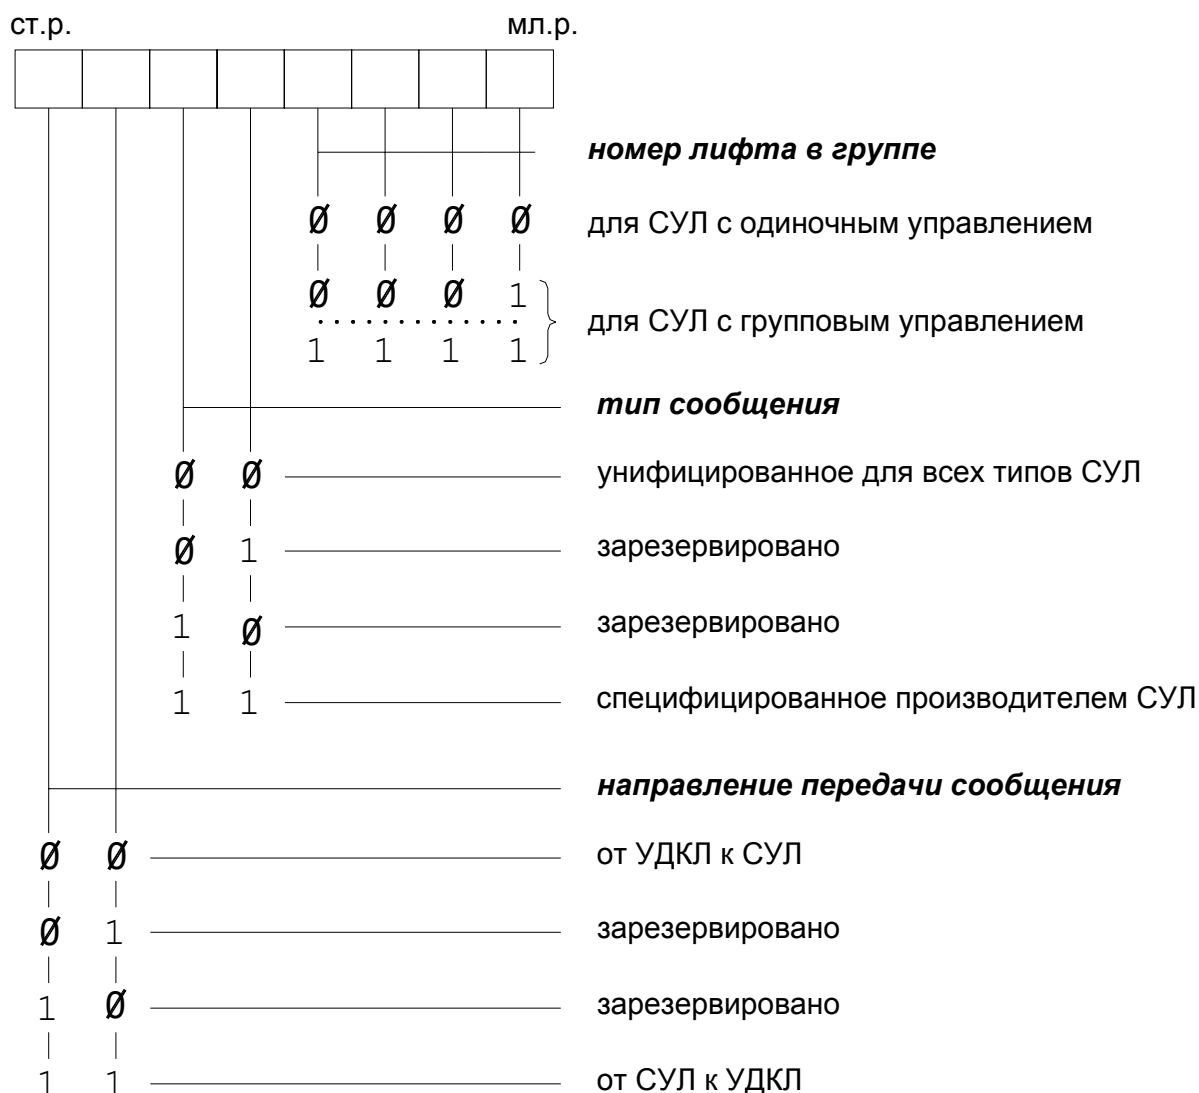 ст.р. мл.р.
номер лифта в группе
Ø Ø Ø Ø для СУЛ с одиночным управлением
Ø Ø Ø 1
для СУЛ с групповым управлением
1 1 1 1
тип сообщения
Ø Ø унифицированное для всех типов СУЛ
Ø 1 зарезервировано
1 Ø зарезервировано
1 1 специфицированное производителем СУЛ
направление передачи сообщения
Ø Ø от УДКЛ к СУЛ
Ø 1 зарезервировано
1 Ø зарезервировано
1 1 от СУЛ к УДКЛ